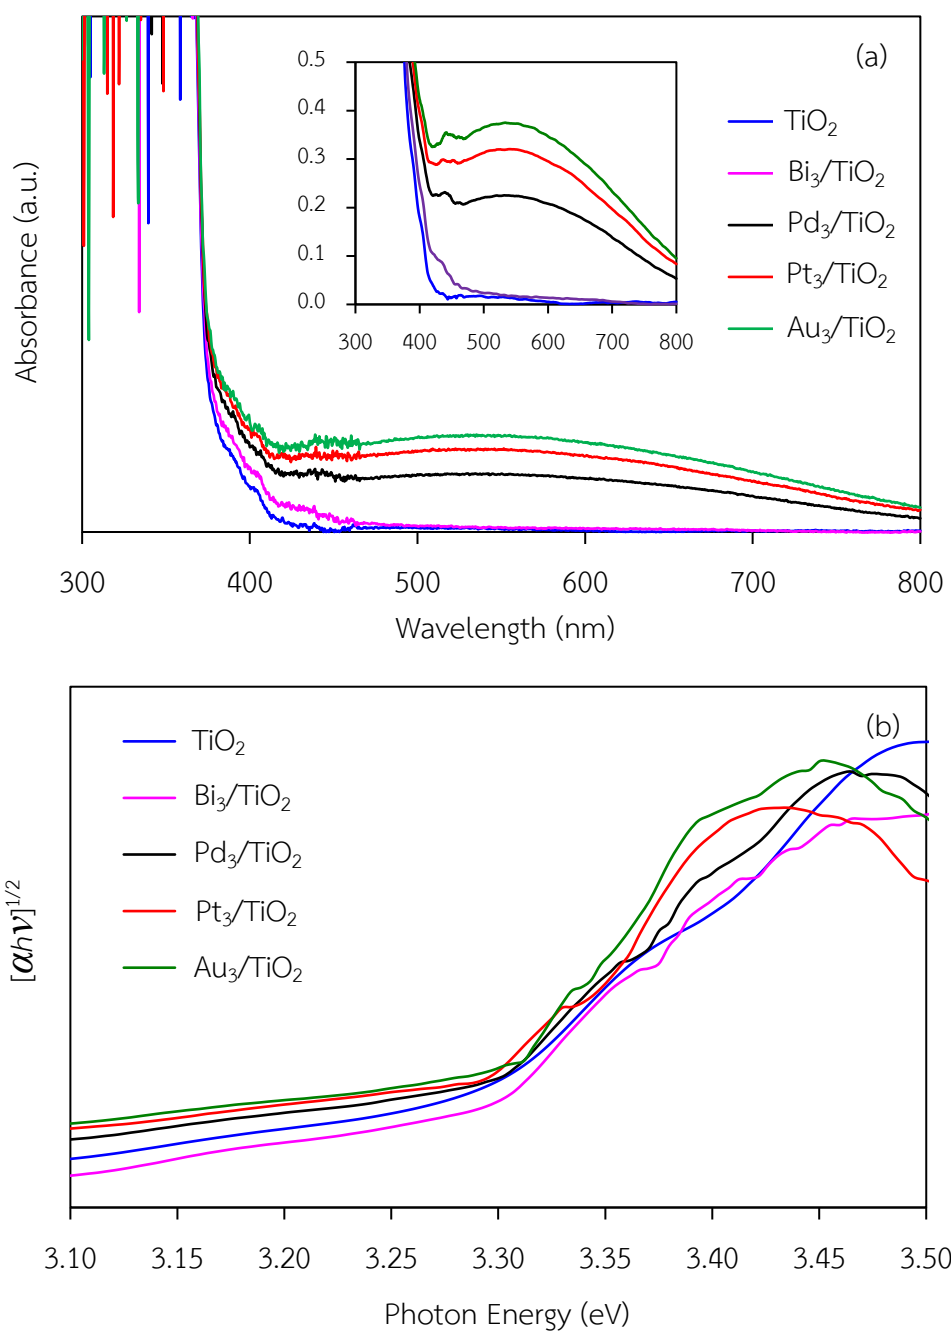 (a)
0.5
0.4
0.3
0.2
0.1
0.0
300 400 500 600 700 800
TiO₂
Bi₃/TiO₂
Pd₃/TiO₂
Pt₃/TiO₂
Au₃/TiO₂
Absorbance (a.u.)
300 400 500 600 700 800
Wavelength (nm)
(b)
TiO₂
Bi₃/TiO₂
Pd₃/TiO₂
Pt₃/TiO₂
Au₃/TiO₂
[αhν]¹/²
3.10 3.15 3.20 3.25 3.30 3.35 3.40 3.45 3.50
Photon Energy (eV)